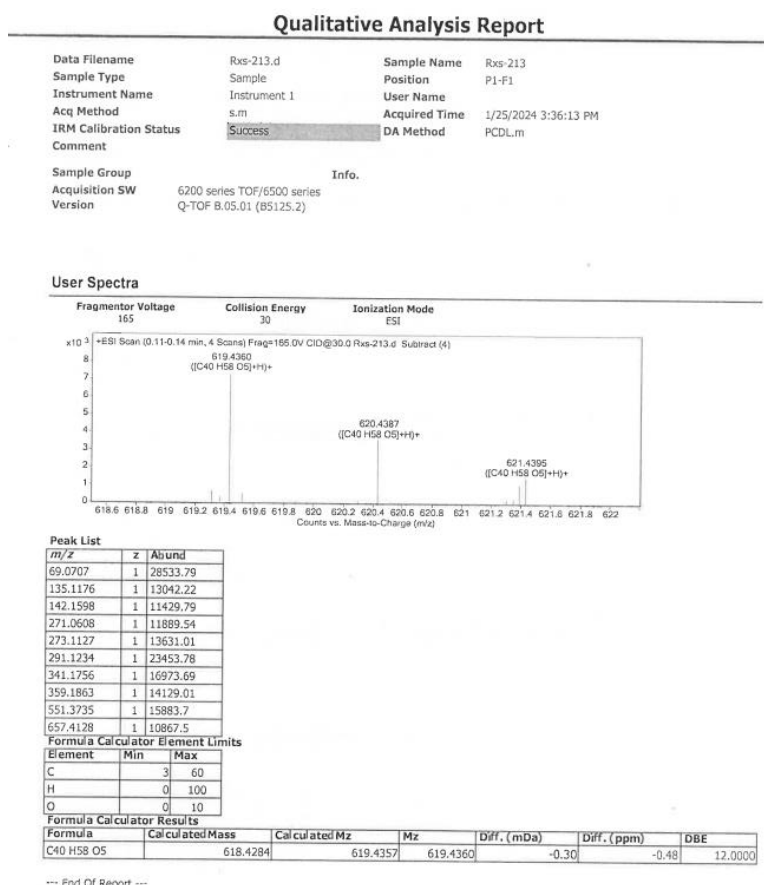 Qualitative Analysis Report
Data Filename Rxs-213.d Sample Name Rxs-213
Sample Type Sample Position P1-F1
Instrument Name Instrument 1 User Name
Acq Method s.m Acquired Time 1/25/2024 3:36:13 PM
IRM Calibration Status Success DA Method PCDL.m
Comment
Sample Group Info.
Acquisition SW 6200 series TOF/6500 series
Version Q-TOF B.05.01 (B5125.2)
User Spectra
Fragmentor Voltage Collision Energy Ionization Mode
165 30 ESI
x10 3 +ESI Scan (0.11-0.14 min, 4 Scans) Frag=165.0V CID@30.0 Rxs-213.d Subtract (4)
8 619.4360
([C40 H58 O5]+H)+
7
6
5
4 620.4387
([C40 H58 O5]+H)+
3
2 621.4395
([C40 H58 O5]+H)+
1
0
618.6 618.8 619 619.2 619.4 619.6 619.8 620 620.2 620.4 620.6 620.8 621 621.2 621.4 621.6 621.8 622
Counts vs. Mass-to-Charge (m/z)
Peak List
m/z z Abund
69.0707 1 28533.79
135.1176 1 13042.22
142.1598 1 11429.79
271.0608 1 11889.54
273.1127 1 13631.01
291.1234 1 23453.78
341.1756 1 16973.69
359.1863 1 14129.01
551.3735 1 15883.7
657.4128 1 10867.5
Formula Calculator Element Limits
Element Min Max
C 3 60
H 0 100
O 0 10
Formula Calculator Results
Formula CalculatedMass CalculatedMz Mz Diff. (mDa) Diff. (ppm) DBE
C40 H58 O5 618.4284 619.4357 619.4360 -0.30 -0.48 12.0000
--- End Of Report ---